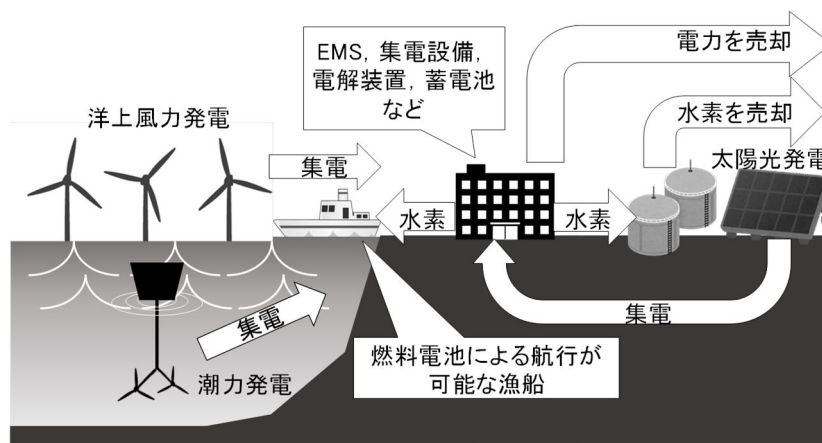 EMS, 集電設備,
電解装置, 蓄電池
など
電力を売却
洋上風力発電
水素を売却
集電
太陽光発電
水素
水素
集電
集電
潮力発電
燃料電池による航行が
可能な漁船